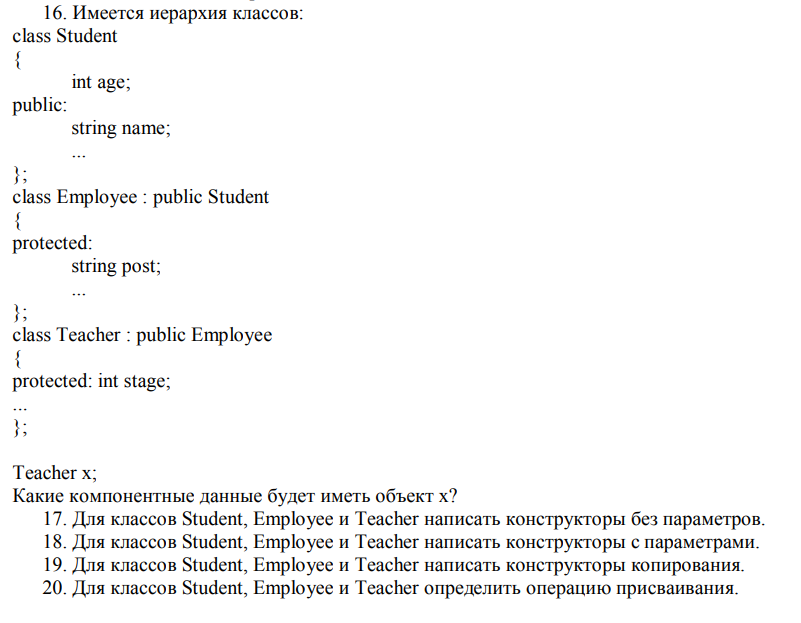 16. Имеется иерархия классов:
class Student
{
int age;
public:
string name;
...
};
class Employee : public Student
{
protected:
string post;
...
};
class Teacher : public Employee
{
protected: int stage;
...
};
Teacher x;
Какие компонентные данные будет иметь объект х?
17. Для классов Student, Employee и Teacher написать конструкторы без параметров.
18. Для классов Student, Employee и Teacher написать конструкторы с параметрами.
19. Для классов Student, Employee и Teacher написать конструкторы копирования.
20. Для классов Student, Employee и Teacher определить операцию присваивания.